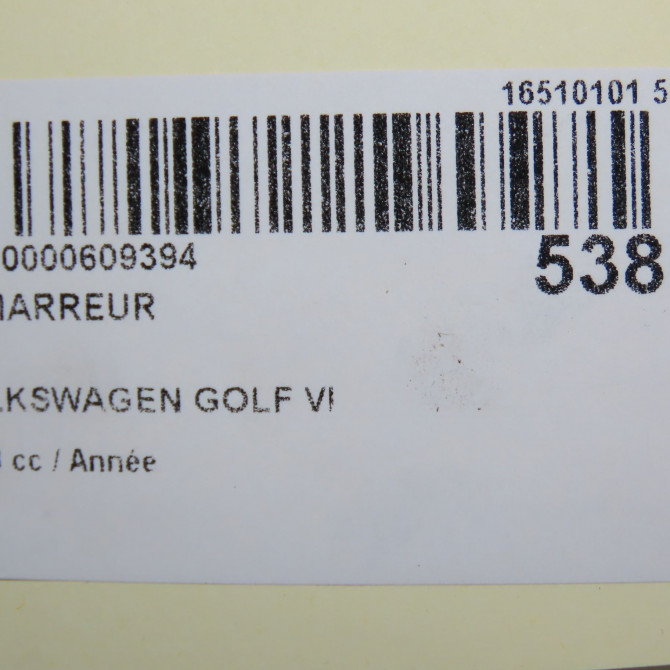 16510101 5
0000609394
538
MARREUR
LKSWAGEN GOLF VI
cc / Année